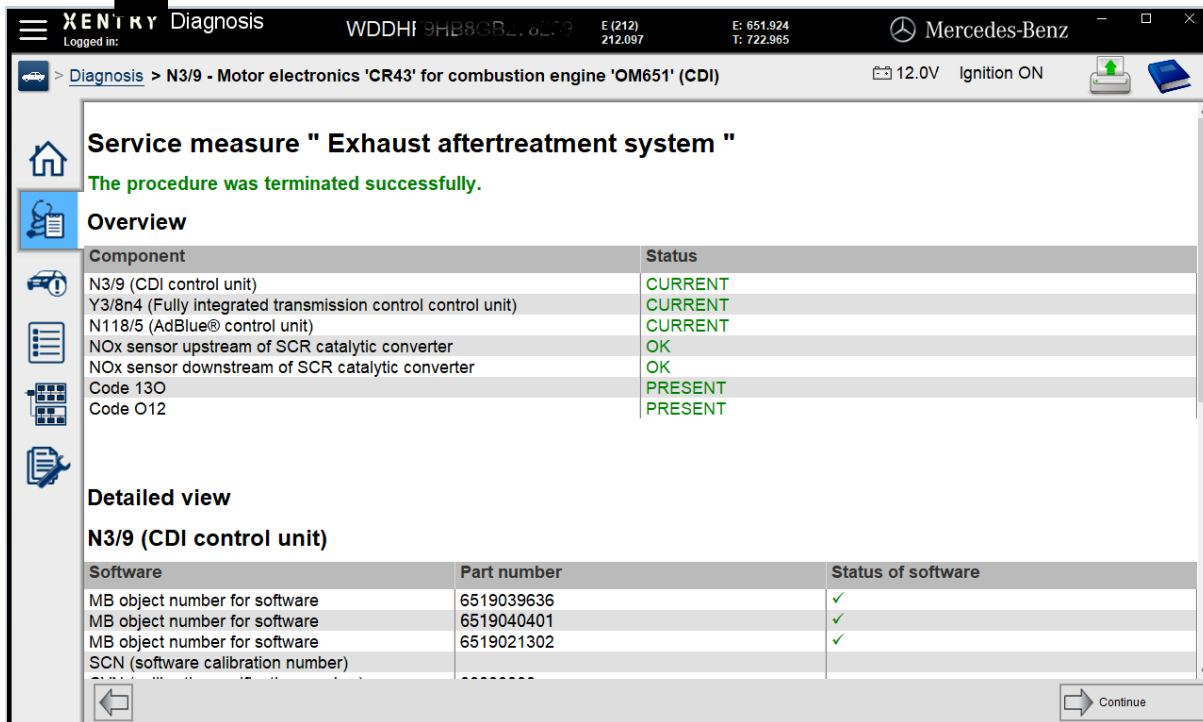 XENTRY Diagnosis
Logged in:
E (212)
212.097
E: 651.924
T: 722.965
Mercedes-Benz
> Diagnosis > N3/9 - Motor electronics 'CR43' for combustion engine 'OM651' (CDI)
12.0V Ignition ON
Service measure " Exhaust aftertreatment system "
The procedure was terminated successfully.
Overview
Component Status
N3/9 (CDI control unit) CURRENT
Y3/8n4 (Fully integrated transmission control control unit) CURRENT
N118/5 (AdBlue® control unit) CURRENT
NOx sensor upstream of SCR catalytic converter OK
NOx sensor downstream of SCR catalytic converter OK
Code 13O PRESENT
Code O12 PRESENT
Detailed view
N3/9 (CDI control unit)
Software Part number Status of software
MB object number for software 6519039636 ✓
MB object number for software 6519040401 ✓
MB object number for software 6519021302 ✓
SCN (software calibration number)
Continue